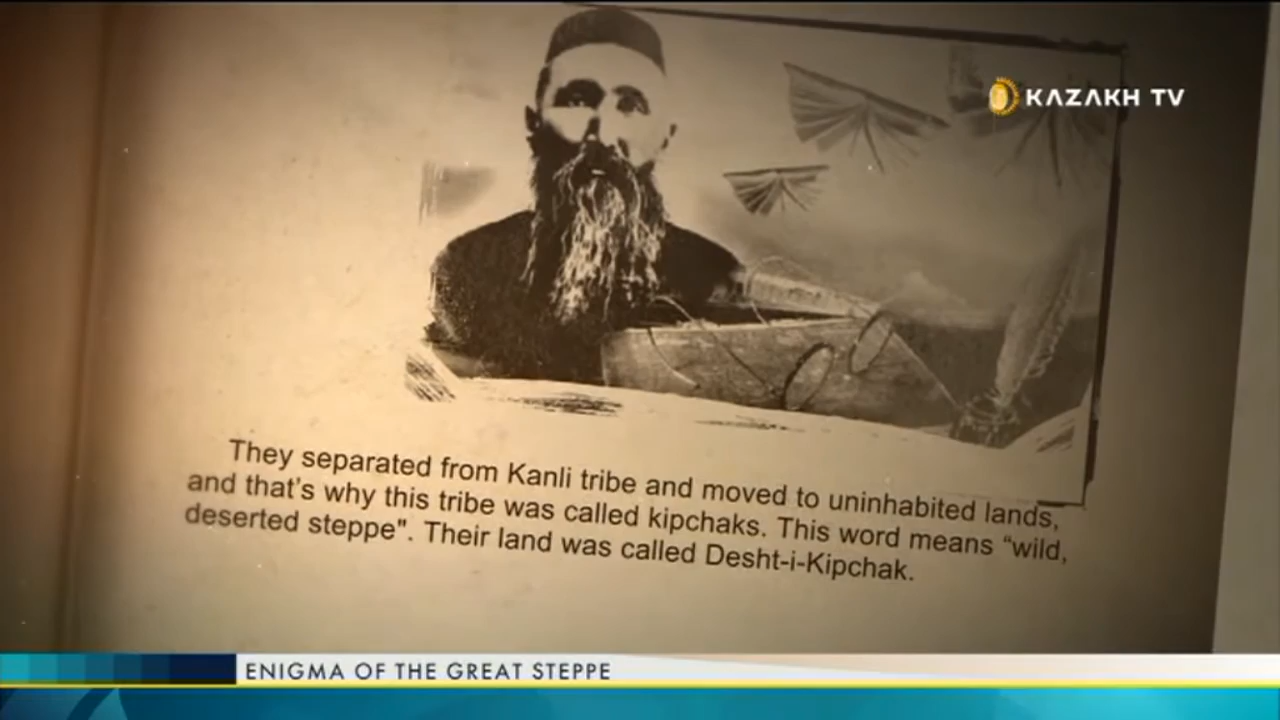 KAZAKH TV
They separated from Kanli tribe and moved to uninhabited lands,
and that's why this tribe was called kipchaks. This word means “wild,
deserted steppe". Their land was called Desht-i-Kipchak.
ENIGMA OF THE GREAT STEPPE